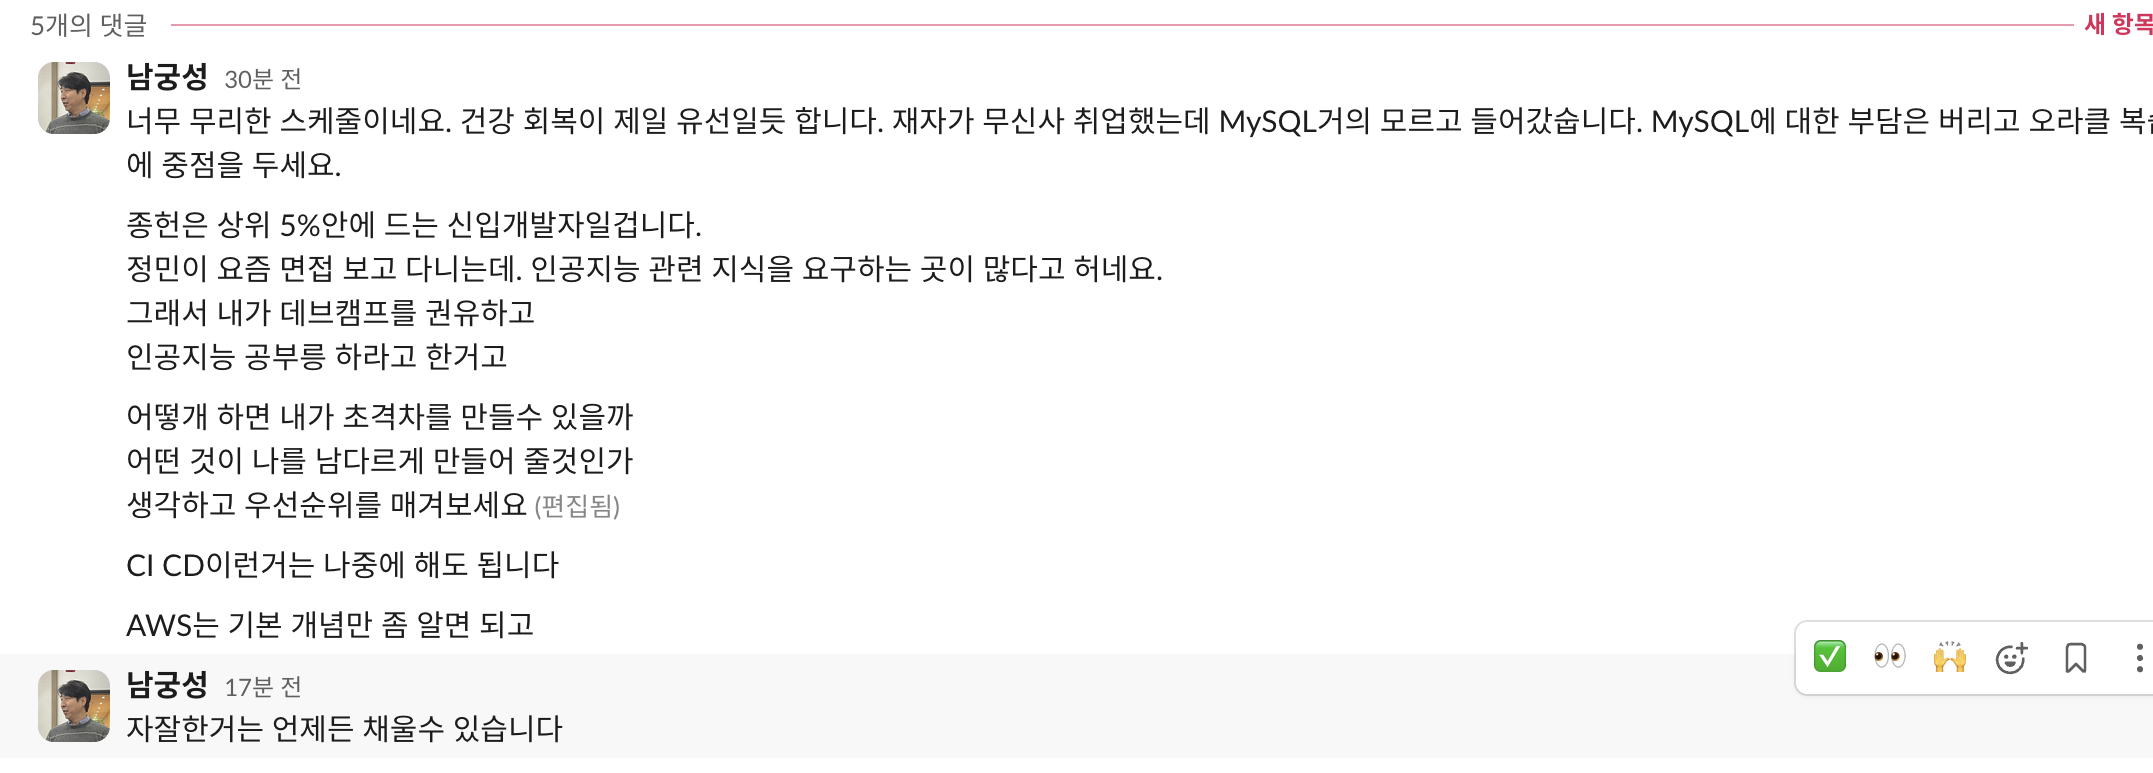 5개의 댓글
새 항목
남궁성 30분 전
너무 무리한 스케줄이네요. 건강 회복이 제일 유선일듯 합니다. 재자가 무신사 취업했는데 MySQL거의 모르고 들어갔숩니다. MySQL에 대한 부담은 버리고 오라클
에 중점을 두세요.
종헌은 상위 5%안에 드는 신입개발자일겁니다.
정민이 요즘 면접 보고 다니는데. 인공지능 관련 지식을 요구하는 곳이 많다고 허네요.
그래서 내가 데브캠프를 권유하고
인공지능 공부릉 하라고 한거고
어떻개 하면 내가 초격차를 만들수 있을까
어떤 것이 나를 남다르게 만들어 줄것인가
생각하고 우선순위를 매겨보세요 (편집됨)
CI CD이런거는 나중에 해도 됩니다
AWS는 기본 개념만 좀 알면 되고
남궁성 17분 전
자잘한거는 언제든 채울수 있습니다